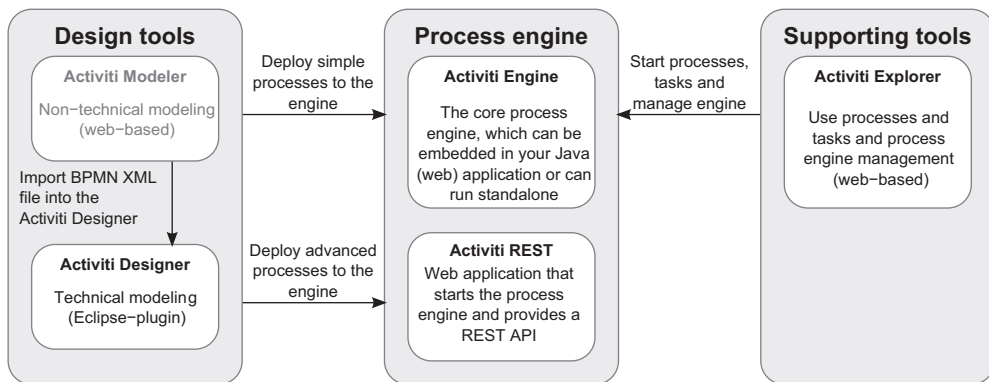 Design tools
Activiti Modeler
Non−technical modeling
(web−based)
Import BPMN XML
file into the
Activiti Designer
Activiti Designer
Technical modeling
(Eclipse−plugin)
Deploy simple
processes to the
engine
Deploy advanced
processes to the
engine
Process engine
Activiti Engine
The core process
engine, which can be
embedded in your Java
(web) application or can
run standalone
Activiti REST
Web application that
starts the process
engine and provides a
REST API
Start processes,
tasks and
manage engine
Supporting tools
Activiti Explorer
Use processes and
tasks and process
engine management
(web−based)